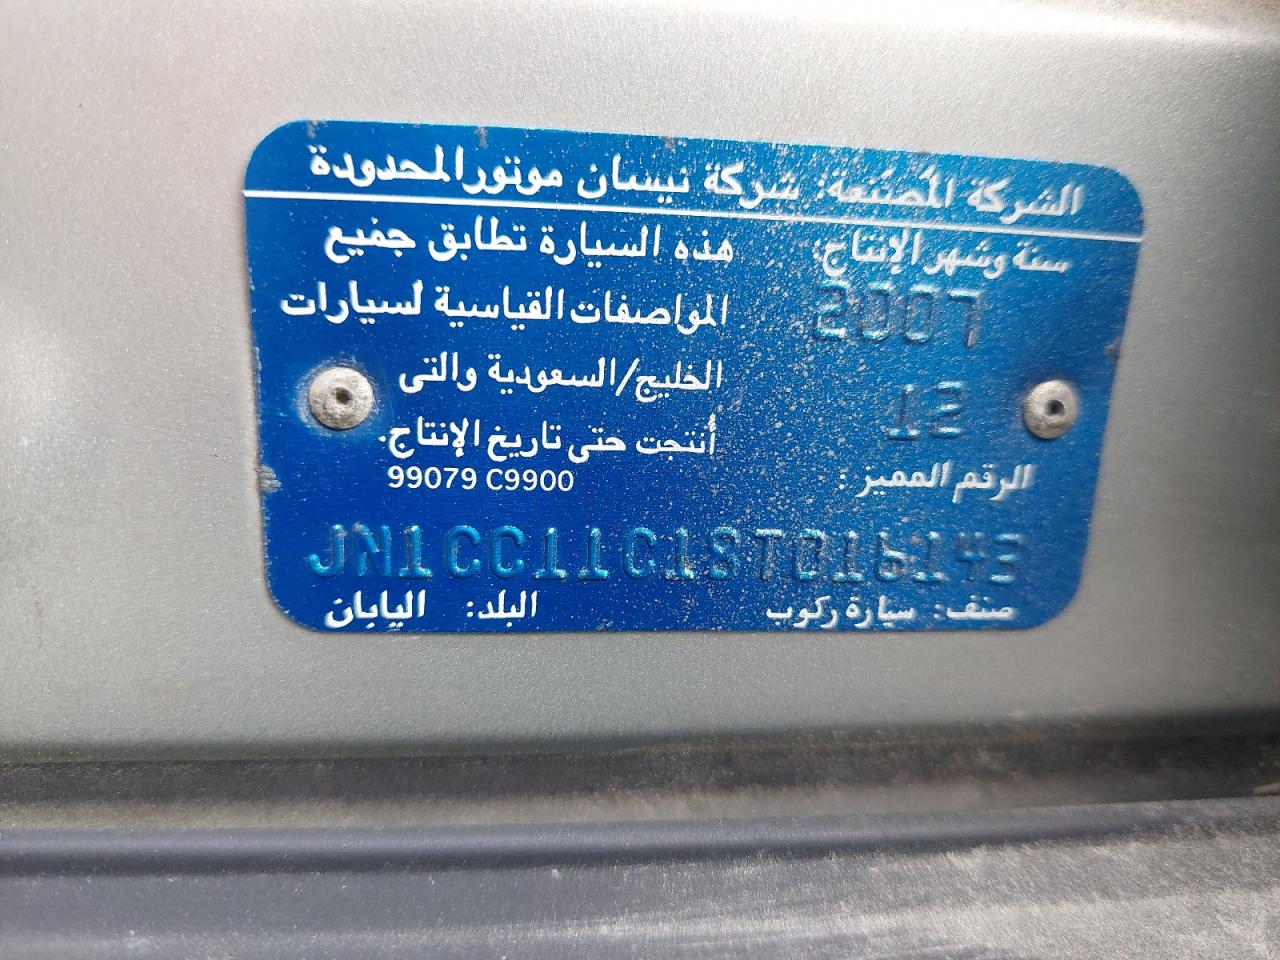 الشركة المصنعة: شركة نيسان موتور المحدودة
سنة وشهر الإنتاج:
2007
12
هذه السيارة تطابق جميع
المواصفات القياسية لسيارات
الخليج/السعودية والتى
أنتجت حتى تاريخ الإنتاج.
99079 C9900
الرقم المميز :
JN1CC11C18T016143
صنف: سيارة ركوب
البلد: اليابان